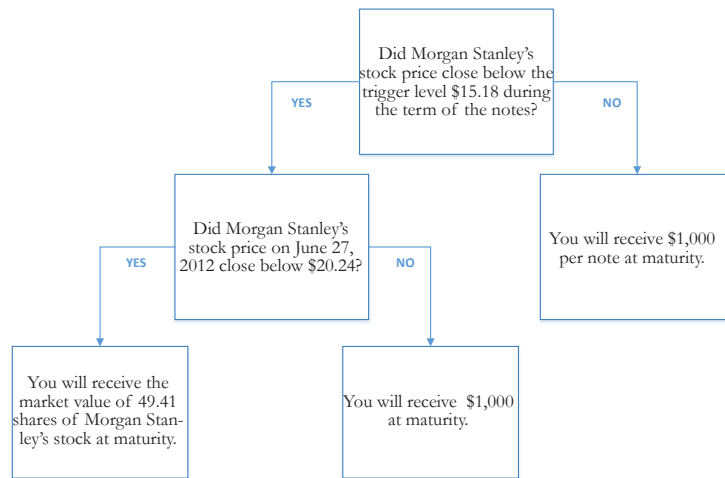 Did Morgan Stanley's
stock price close below the
trigger level $15.18 during
the term of the notes?
YES
NO
Did Morgan Stanley's
stock price on June 27,
2012 close below $20.24?
You will receive $1,000
per note at maturity.
YES
NO
You will receive the
market value of 49.41
shares of Morgan Stan-
ley's stock at maturity.
You will receive $1,000
at maturity.